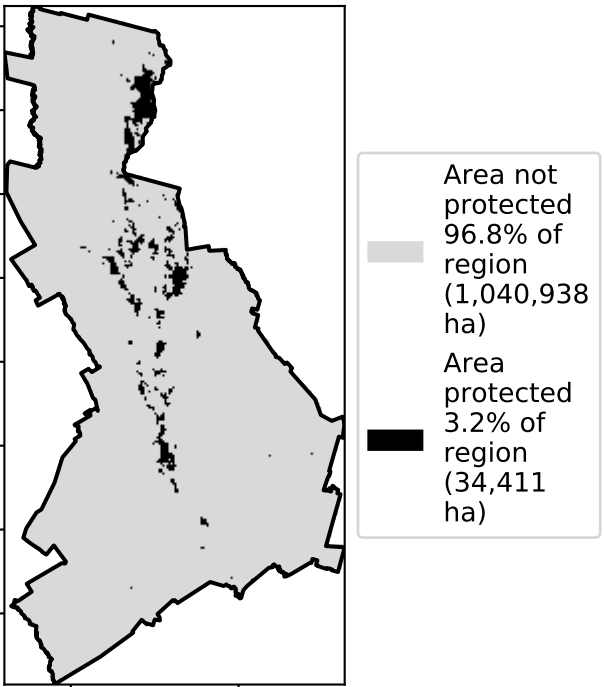 Area not
protected
96.8% of
region
(1,040,938
ha)
Area
protected
3.2% of
region
(34,411
ha)